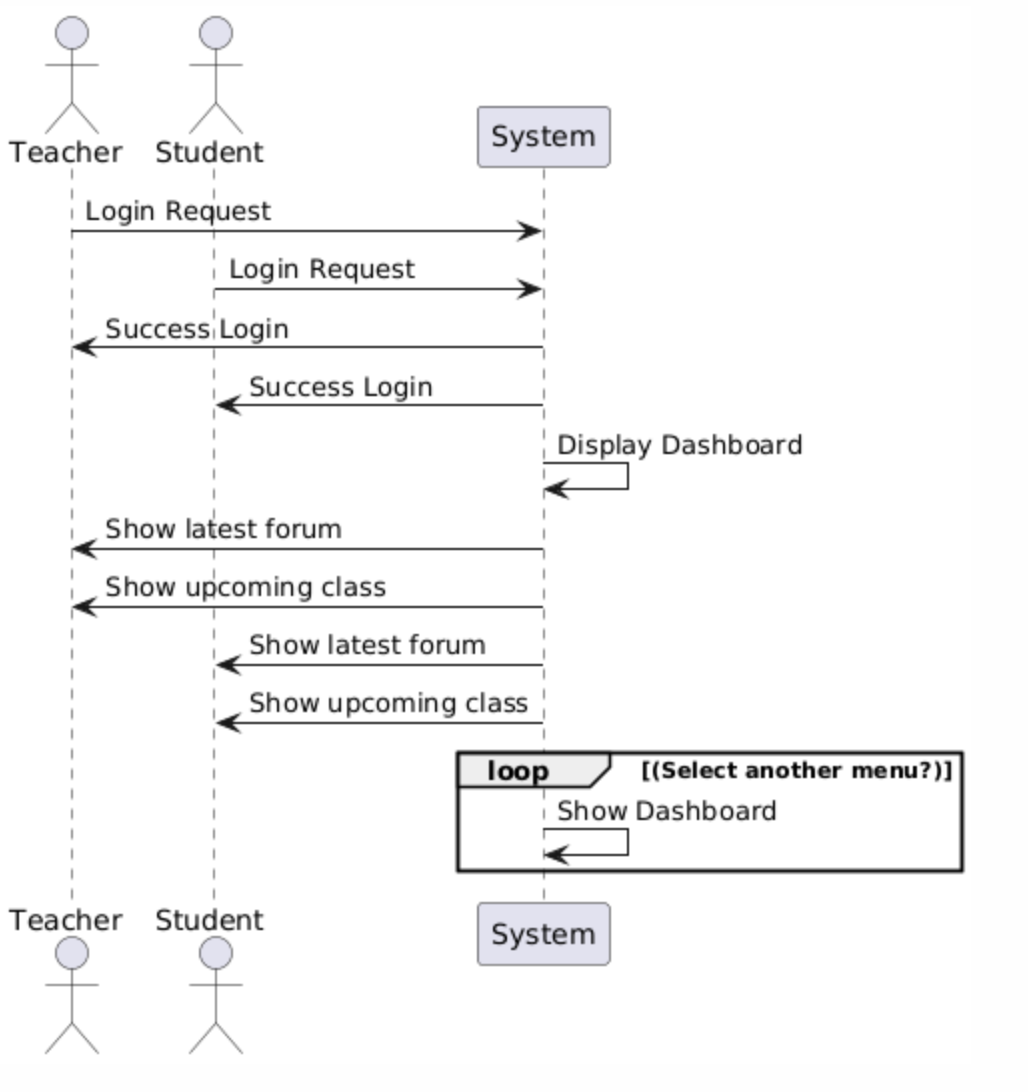 Teacher Student
System
Login Request
Login Request
Success Login
Success Login
Display Dashboard
Show latest forum
Show upcoming class
Show latest forum
Show upcoming class
loop [(Select another menu?)]
Show Dashboard
Teacher Student
System